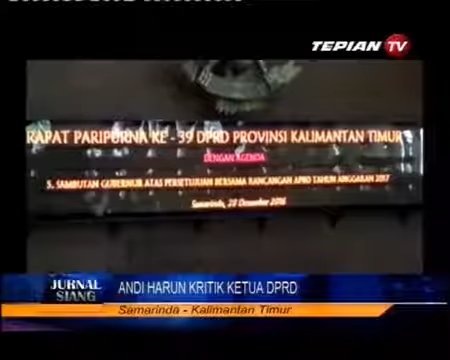 TEPIAN TV
RAPAT PARIPURNA KE - 39 DPRD PROVINSI KALIMANTAN TIMUR
DENGAN AGENDA
5. SAMBUTAN GUBERNUR ATAS PERSETUJUAN BERSAMA RANCANGAN APBD TAHUN ANGGARAN 2017
Samarinda, 28 Desember 2016
JURNAL
SIANG
ANDI HARUN KRITIK KETUA DPRD
Samarinda - Kalimantan Timur